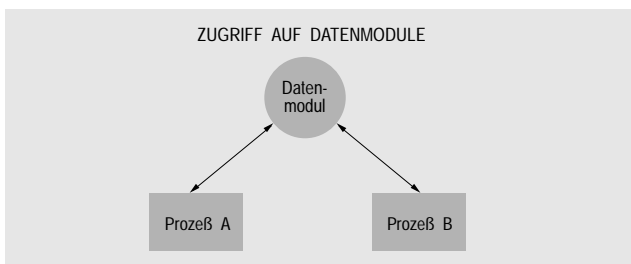 ZUGRIFF AUF DATENMODULE
Daten-
modul
Prozeß A
Prozeß B